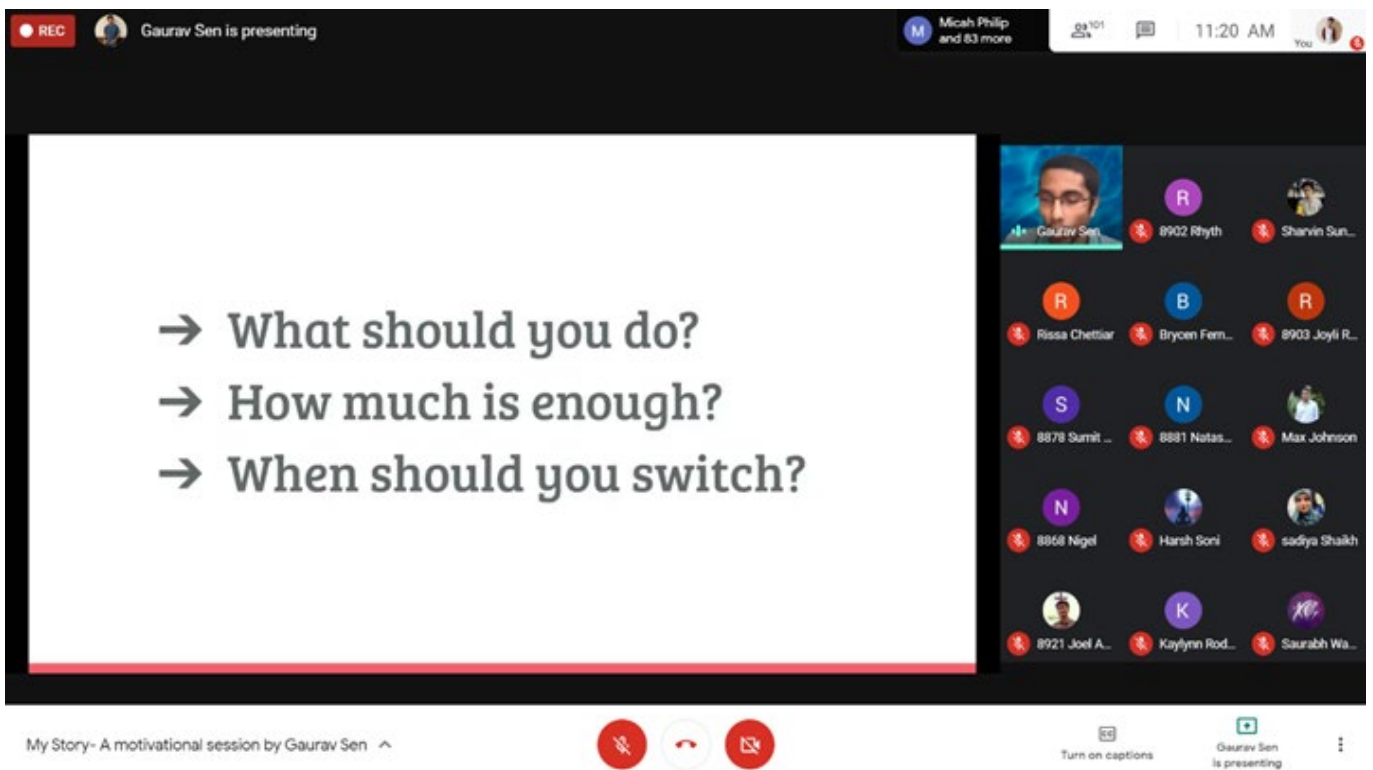 REC
Gaurav Sen is presenting
M
Micah Philip
and 83 more
101
11:20 AM
You
→ What should you do?
→ How much is enough?
→ When should you switch?
Gaurav Sen
R
8902 Rhyth
Sharvin Sun...
R
Rissa Chettiar
B
Brycen Fern...
R
8903 Joyli R...
S
8878 Sumit ...
N
8881 Natas...
Max Johnson
N
8868 Nigel
Harsh Soni
sadiya Shaikh
8921 Joel A...
K
Kaylynn Rod...
Saurabh Wa...
My Story- A motivational session by Gaurav Sen
CC
Turn on captions
Gaurav Sen
is presenting